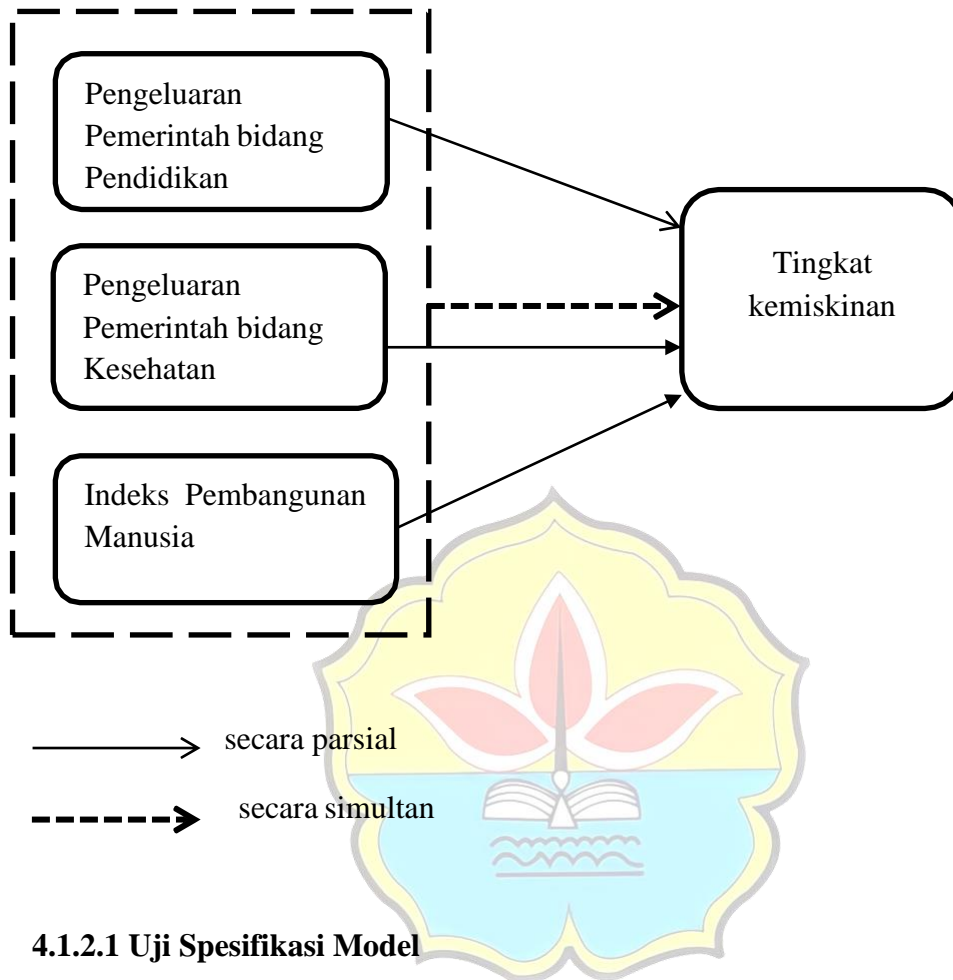 Pengeluaran
Pemerintah bidang
Pendidikan
Tingkat
kemiskinan
Pengeluaran
Pemerintah bidang
Kesehatan
Indeks Pembangunan
Manusia
secara parsial
secara simultan
4.1.2.1 Uji Spesifikasi Model